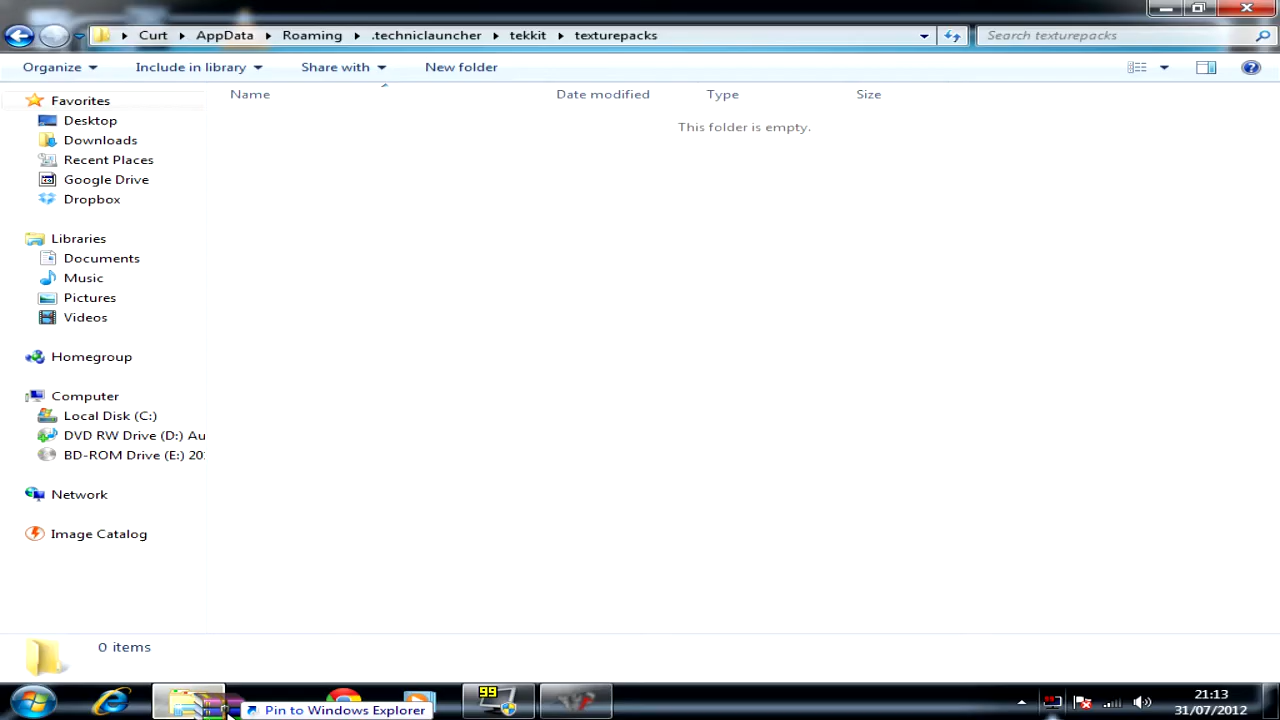 Curt AppData Roaming .techniclauncher tekkit texturepacks
Search texturepacks
Organize Include in library Share with New folder
Name Date modified Type Size
This folder is empty.
Favorites
Desktop
Downloads
Recent Places
Google Drive
Dropbox
Libraries
Documents
Music
Pictures
Videos
Homegroup
Computer
Local Disk (C:)
DVD RW Drive (D:) Au
BD-ROM Drive (E:) 20
Network
Image Catalog
0 items
Pin to Windows Explorer
99
21:13
31/07/2012